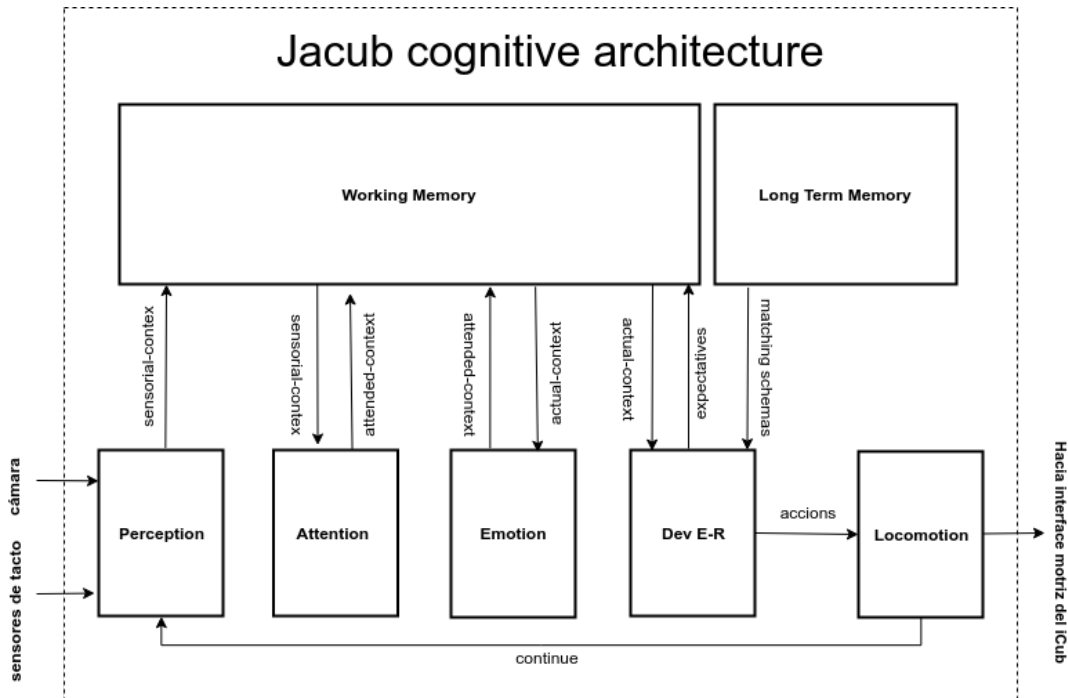 Jacub cognitive architecture
Working Memory
Long Term Memory
sensorial-contex
sensorial-contex
attended-context
attended-context
actual-context
actual-context
expectatives
matching schemas
cámara
sensores de tacto
Perception
Attention
Emotion
Dev E-R
accions
Locomotion
Hacia interface motriz del iCub
continue